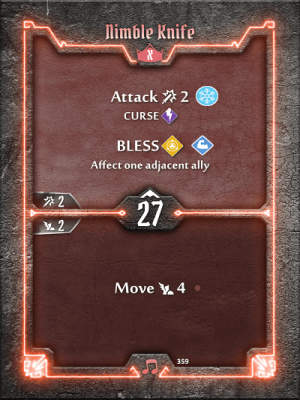 Nimble Knife
X
Attack 2
CURSE
BLESS
Affect one adjacent ally
2
27
2
Move 4
359